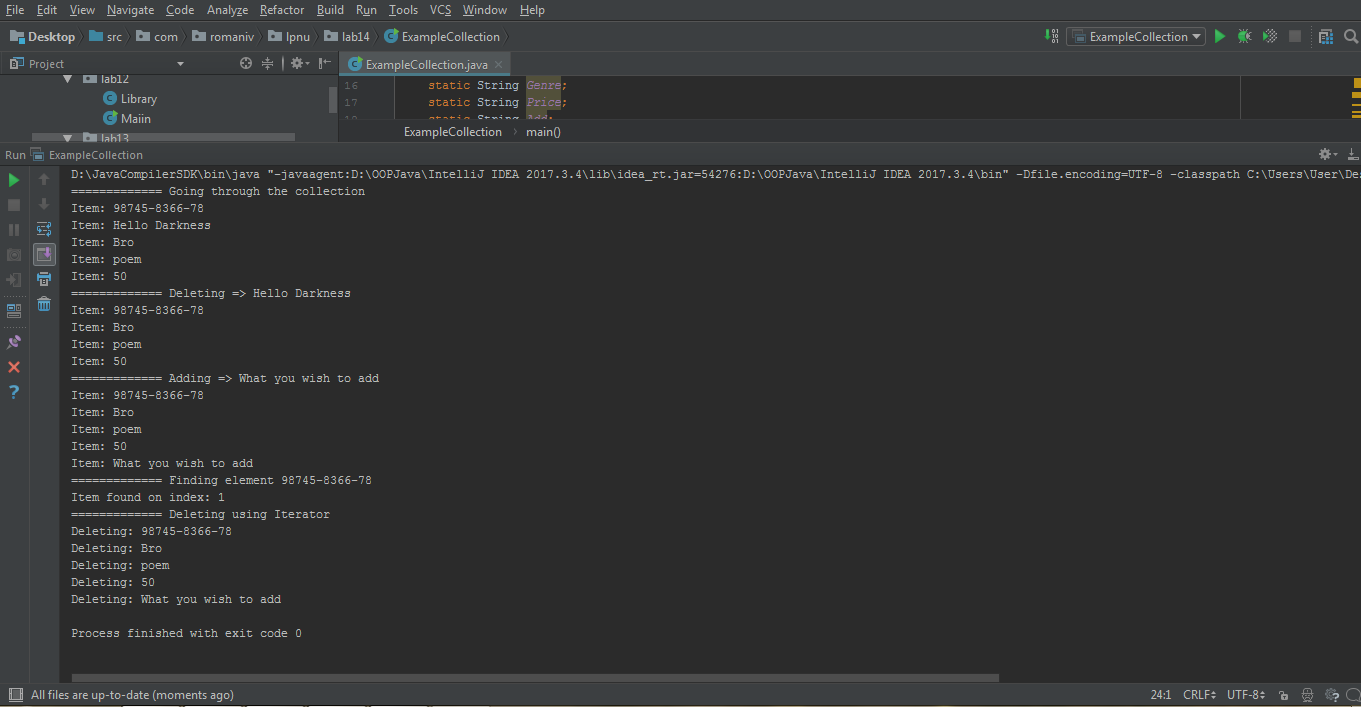 File Edit View Navigate Code Analyze Refactor Build Run Tools VCS Window Help
Desktop src com romaniv lpnu lab14 ExampleCollection ExampleCollection
Project ExampleCollection.java
lab12
Library
Maiin
lab13
16 static String Genre;
17 static String Price;
static String Add;
ExampleCollection main()
Run ExampleCollection
D:\JavaCompilerSDK\bin\java "-javaagent:D:\OOPJava\IntelliJ IDEA 2017.3.4\lib\idea_rt.jar=54276:D:\OOPJava\IntelliJ IDEA 2017.3.4\bin" -Dfile.encoding=UTF-8 -classpath C:\Users\User\De
============= Going through the collection
Item: 98745-8366-78
Item: Hello Darkness
Item: Bro
Item: poem
Item: 50
============= Deleting => Hello Darkness
Item: 98745-8366-78
Item: Bro
Item: poem
Item: 50
============= Adding => What you wish to add
Item: 98745-8366-78
Item: Bro
Item: poem
Item: 50
Item: What you wish to add
============= Finding element 98745-8366-78
Item found on index: 1
============= Deleting using Iterator
Deleting: 98745-8366-78
Deleting: Bro
Deleting: poem
Deleting: 50
Deleting: What you wish to add
Process finished with exit code 0
All files are up-to-date (moments ago) 24:1 CRLF UTF-8